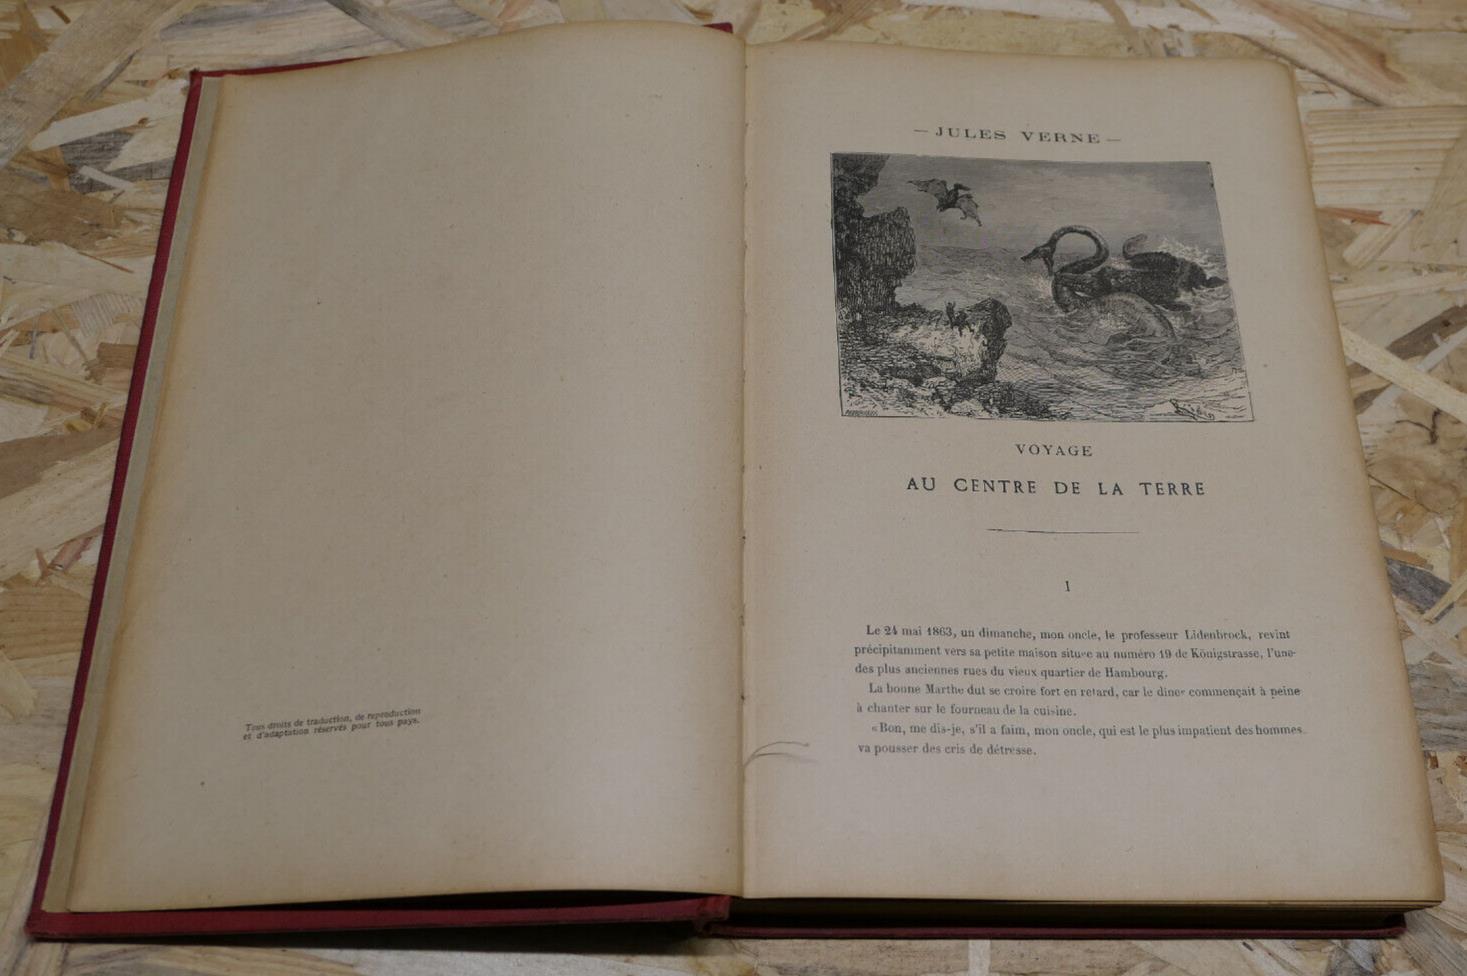 Tous droits de traduction, de reproduction
et d'adaptation réservés pour tous pays.
— JULES VERNE —
VOYAGE
AU CENTRE DE LA TERRE
I
Le 24 mai 1863, un dimanche, mon oncle, le professeur Lidenbrock, revint
précipitamment vers sa petite maison située au numéro 19 de Königstrasse, l'une
des plus anciennes rues du vieux quartier de Hambourg.
La bonne Marthe dut se croire fort en retard, car le dîner commençait à peine
à chanter sur le fourneau de la cuisine.
«Bon, me dis-je, s'il a faim, mon oncle, qui est le plus impatient des hommes
va pousser des cris de détresse.